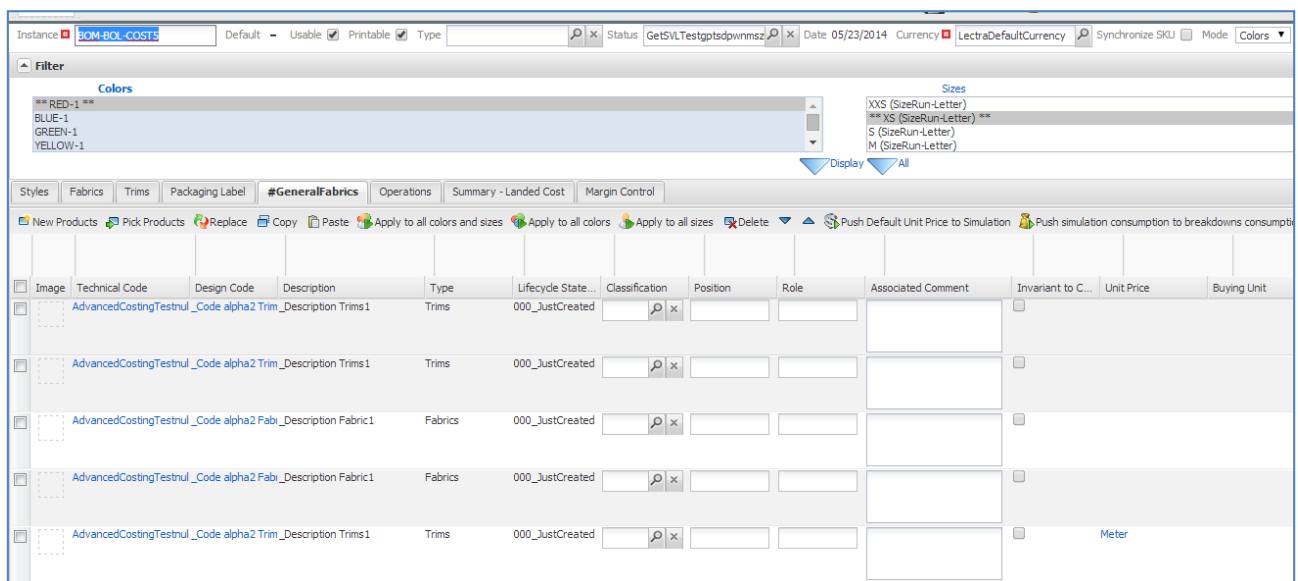 Instance BOM-BOL-COST5 Default – Usable Printable Type Status GetSVLTestgptsdpwnmsz Date 05/23/2014 Currency LectraDefaultCurrency Synchronize SKU Mode Colors
Filter
Colors Sizes
** RED-1 ** XXS (SizeRun-Letter)
BLUE-1 ** XS (SizeRun-Letter) **
GREEN-1 S (SizeRun-Letter)
YELLOW-1 M (SizeRun-Letter)
Display All
Styles Fabrics Trims Packaging Label #GeneralFabrics Operations Summary - Landed Cost Margin Control
New Products Pick Products Replace Copy Paste Apply to all colors and sizes Apply to all colors Apply to all sizes Delete Push Default Unit Price to Simulation Push simulation consumption to breakdowns consumptio
Image Technical Code Design Code Description Type Lifecycle State... Classification Position Role Associated Comment Invariant to C... Unit Price Buying Unit
AdvancedCostingTestnul _Code alpha2 Trim _Description Trims1 Trims 000_JustCreated
AdvancedCostingTestnul _Code alpha2 Trim _Description Trims1 Trims 000_JustCreated
AdvancedCostingTestnul _Code alpha2 Fabr _Description Fabric1 Fabrics 000_JustCreated
AdvancedCostingTestnul _Code alpha2 Fabr _Description Fabric1 Fabrics 000_JustCreated
AdvancedCostingTestnul _Code alpha2 Trim _Description Trims1 Trims 000_JustCreated Meter